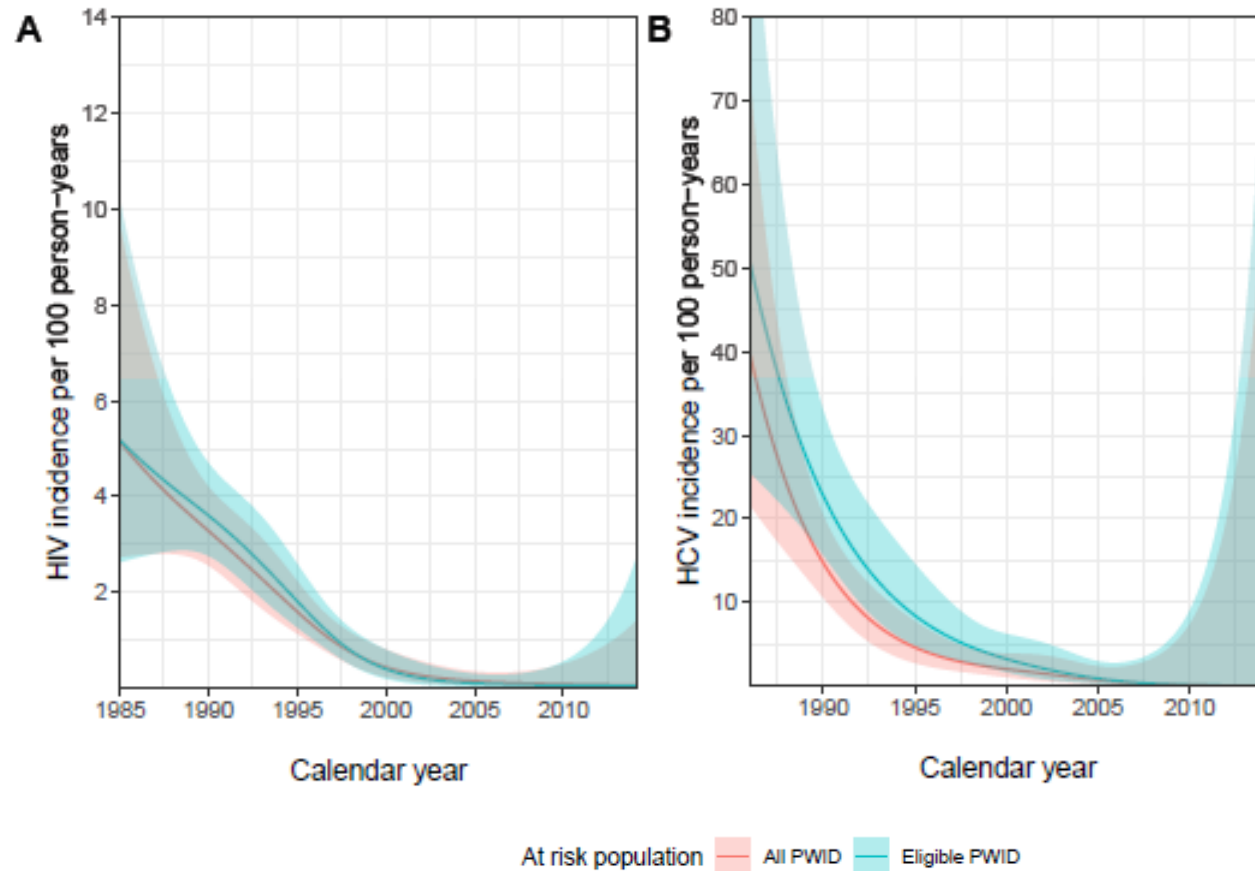 A
HIV incidence per 100 person-years
14
12
10
8
6
4
2
1985 1990 1995 2000 2005 2010
Calendar year
B
HCV incidence per 100 person-years
80
70
60
50
40
30
20
10
1990 1995 2000 2005 2010
Calendar year
At risk population All PWID Eligible PWID